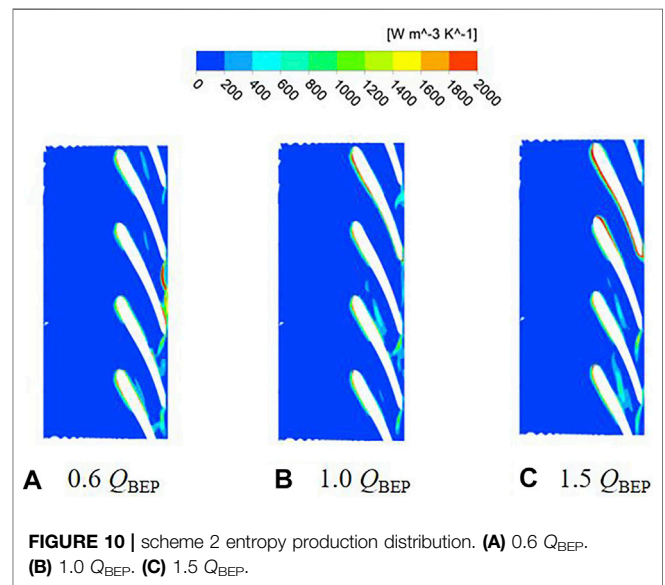 [W m^-3 K^-1]
0 200 400 600 800 1000 1200 1400 1600 1800 2000
A 0.6 QBEP
B 1.0 QBEP
C 1.5 QBEP
FIGURE 10 | scheme 2 entropy production distribution. (A) 0.6 QBEP.
(B) 1.0 QBEP. (C) 1.5 QBEP.